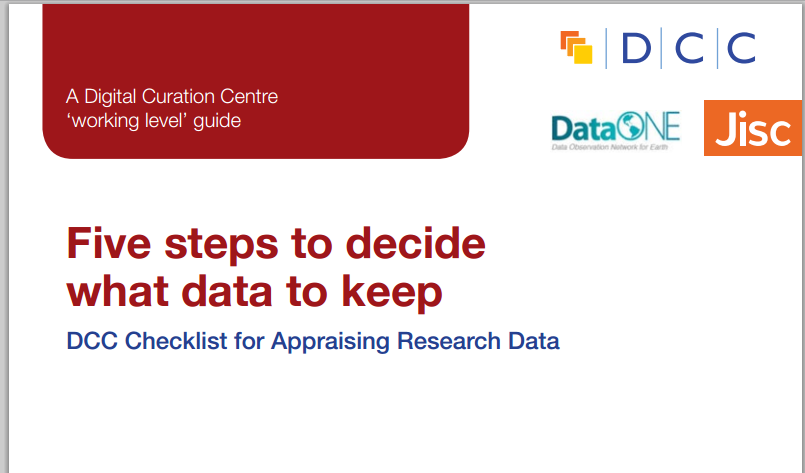 A Digital Curation Centre
‘working level’ guide
D C C
DataONE
Data Observation Network for Earth
Jisc
Five steps to decide
what data to keep
DCC Checklist for Appraising Research Data